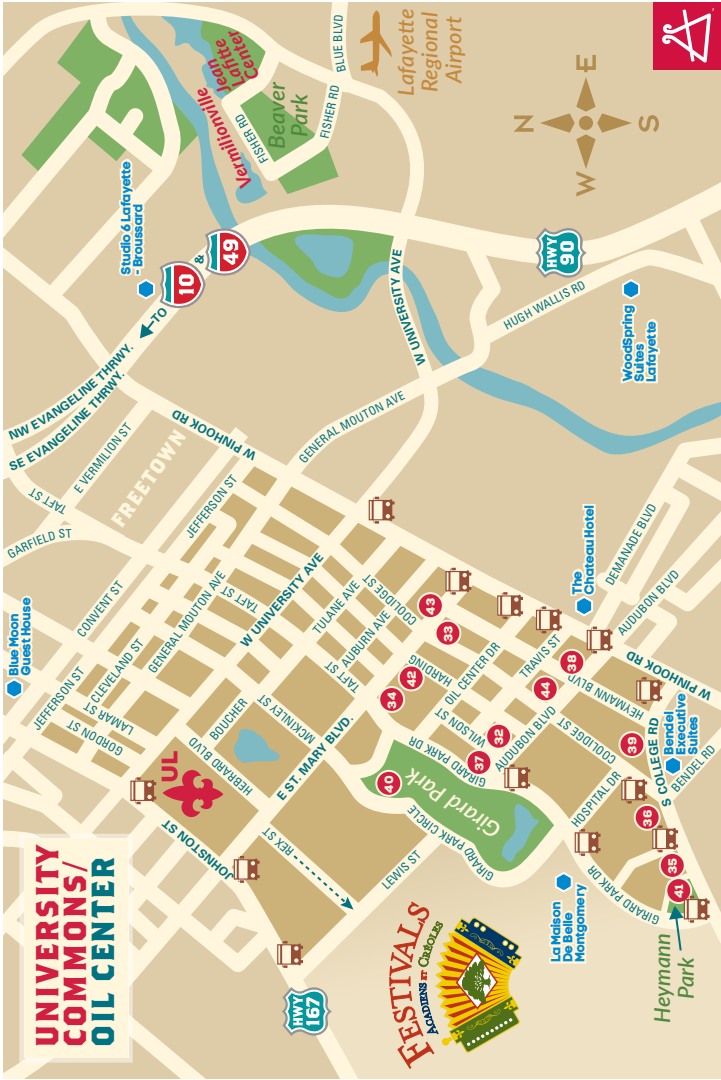 UNIVERSITY
COMMONS/
OIL CENTER
HWY
167
FESTIVALS
ACADIENS ET CRÉOLES
Heymann
Park
La Maison
De Belle
Montgomery
Blue Moon
Guest House
UL
JOHNSTON ST
REX ST
LEWIS ST
GIRARD PARK CIRCLE
Girard Park
GIRARD PARK DR
GIRARD PARK DR
HOSPITAL DR
JEFFERSON ST
GORDON ST
LAMAR ST
CLEVELAND ST
CONVENT ST
HEBRARD BLVD
BOUCHER
MCKINLEY ST
E ST. MARY BLVD.
GENERAL MOUTON AVE
TAFT ST
W UNIVERSITY AVE
TULANE AVE
TAFT ST
AUBURN AVE
COOLIDGE ST
HARDING
WILSON ST
OIL CENTER DR
AUDUBON BLVD
TRAVIS ST
COOLIDGE ST
HEYMANN BLVD
S COLLEGE RD
Bendel
Executive
Suites
BENDEL RD
W PINHOOK RD
AUDUBON BLVD
DEMANADE BLVD
The
Chateau Hotel
GARFIELD ST
TAFT ST
E VERMILION ST
FREETOWN
JEFFERSON ST
W PINHOOK RD
GENERAL MOUTON AVE
NW EVANGELINE THRWY.
SE EVANGELINE THRWY.
TO
10
&
49
Studio 6 Lafayette
- Broussard
W UNIVERSITY AVE
HUGH WALLIS RD
HWY
90
WoodSpring
Suites
Lafayette
Vermilionville
Jean
Lafitte
Center
Beaver
Park
FISHER RD
FISHER RD
BLUE BLVD
Lafayette
Regional
Airport
N
E
S
W
32
33
34
35
36
37
38
39
40
41
42
43
44